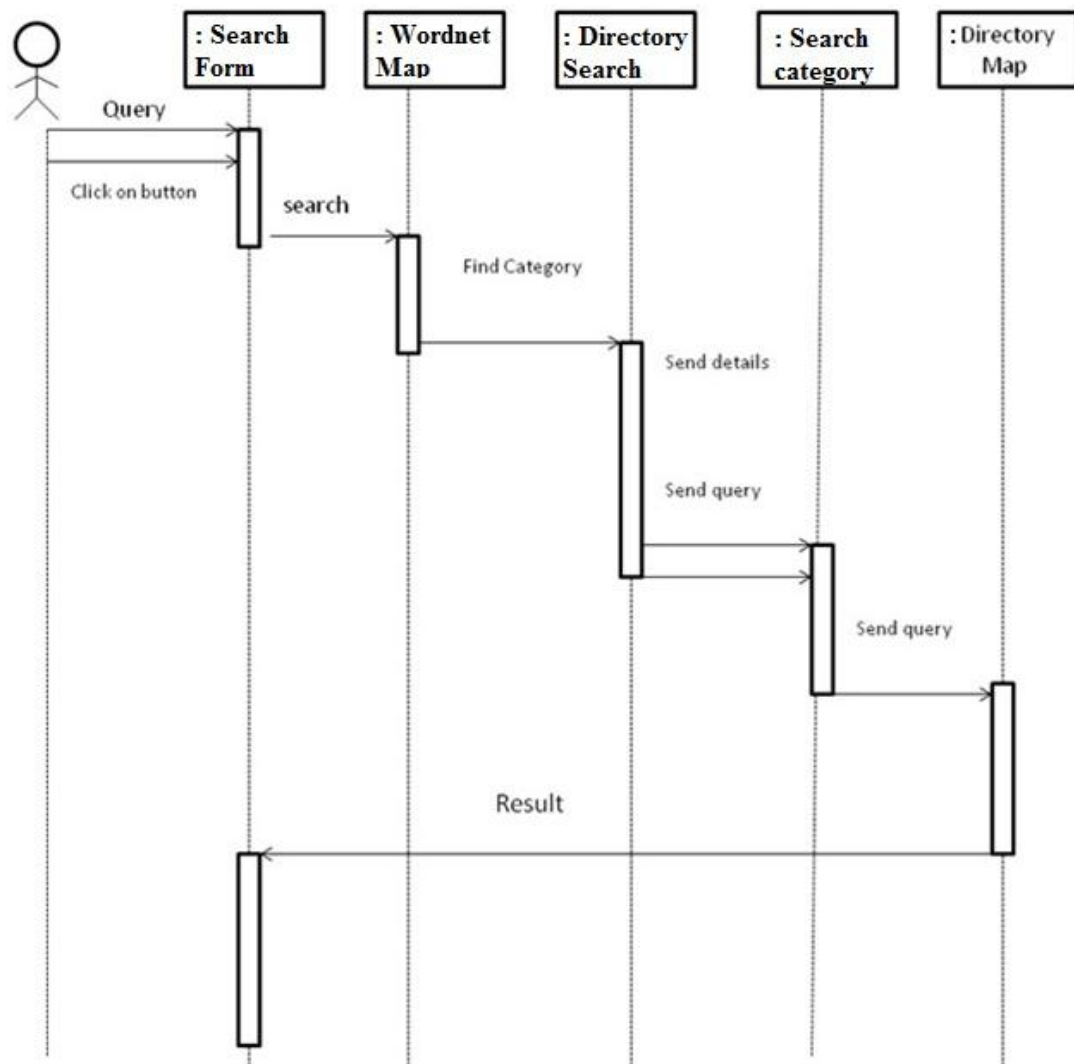 : Search
Form
: Wordnet
Map
: Directory
Search
: Search
category
: Directory
Map
Query
Click on button
search
Find Category
Send details
Send query
Send query
Result